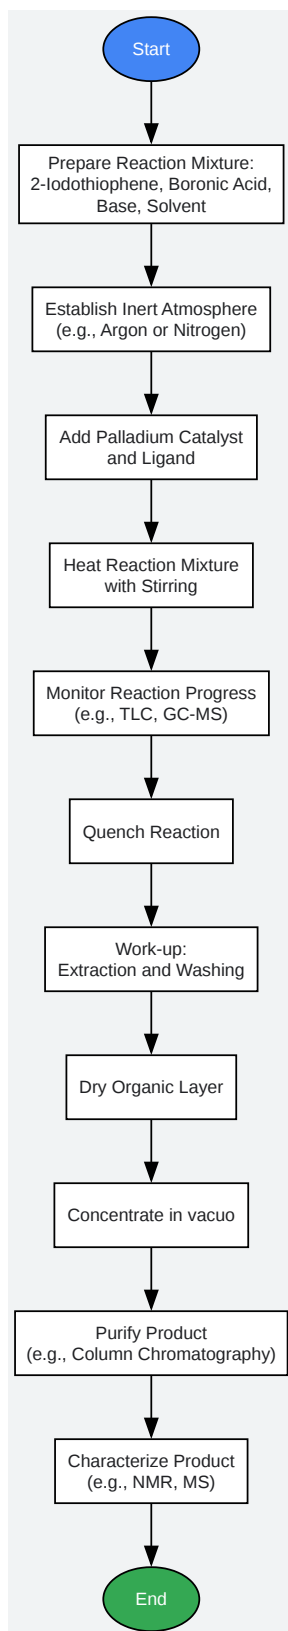 Start
Prepare Reaction Mixture:
2-Iodothiophene, Boronic Acid,
Base, Solvent
Establish Inert Atmosphere
(e.g., Argon or Nitrogen)
Add Palladium Catalyst
and Ligand
Heat Reaction Mixture
with Stirring
Monitor Reaction Progress
(e.g., TLC, GC-MS)
Quench Reaction
Work-up:
Extraction and Washing
Dry Organic Layer
Concentrate in vacuo
Purify Product
(e.g., Column Chromatography)
Characterize Product
(e.g., NMR, MS)
End